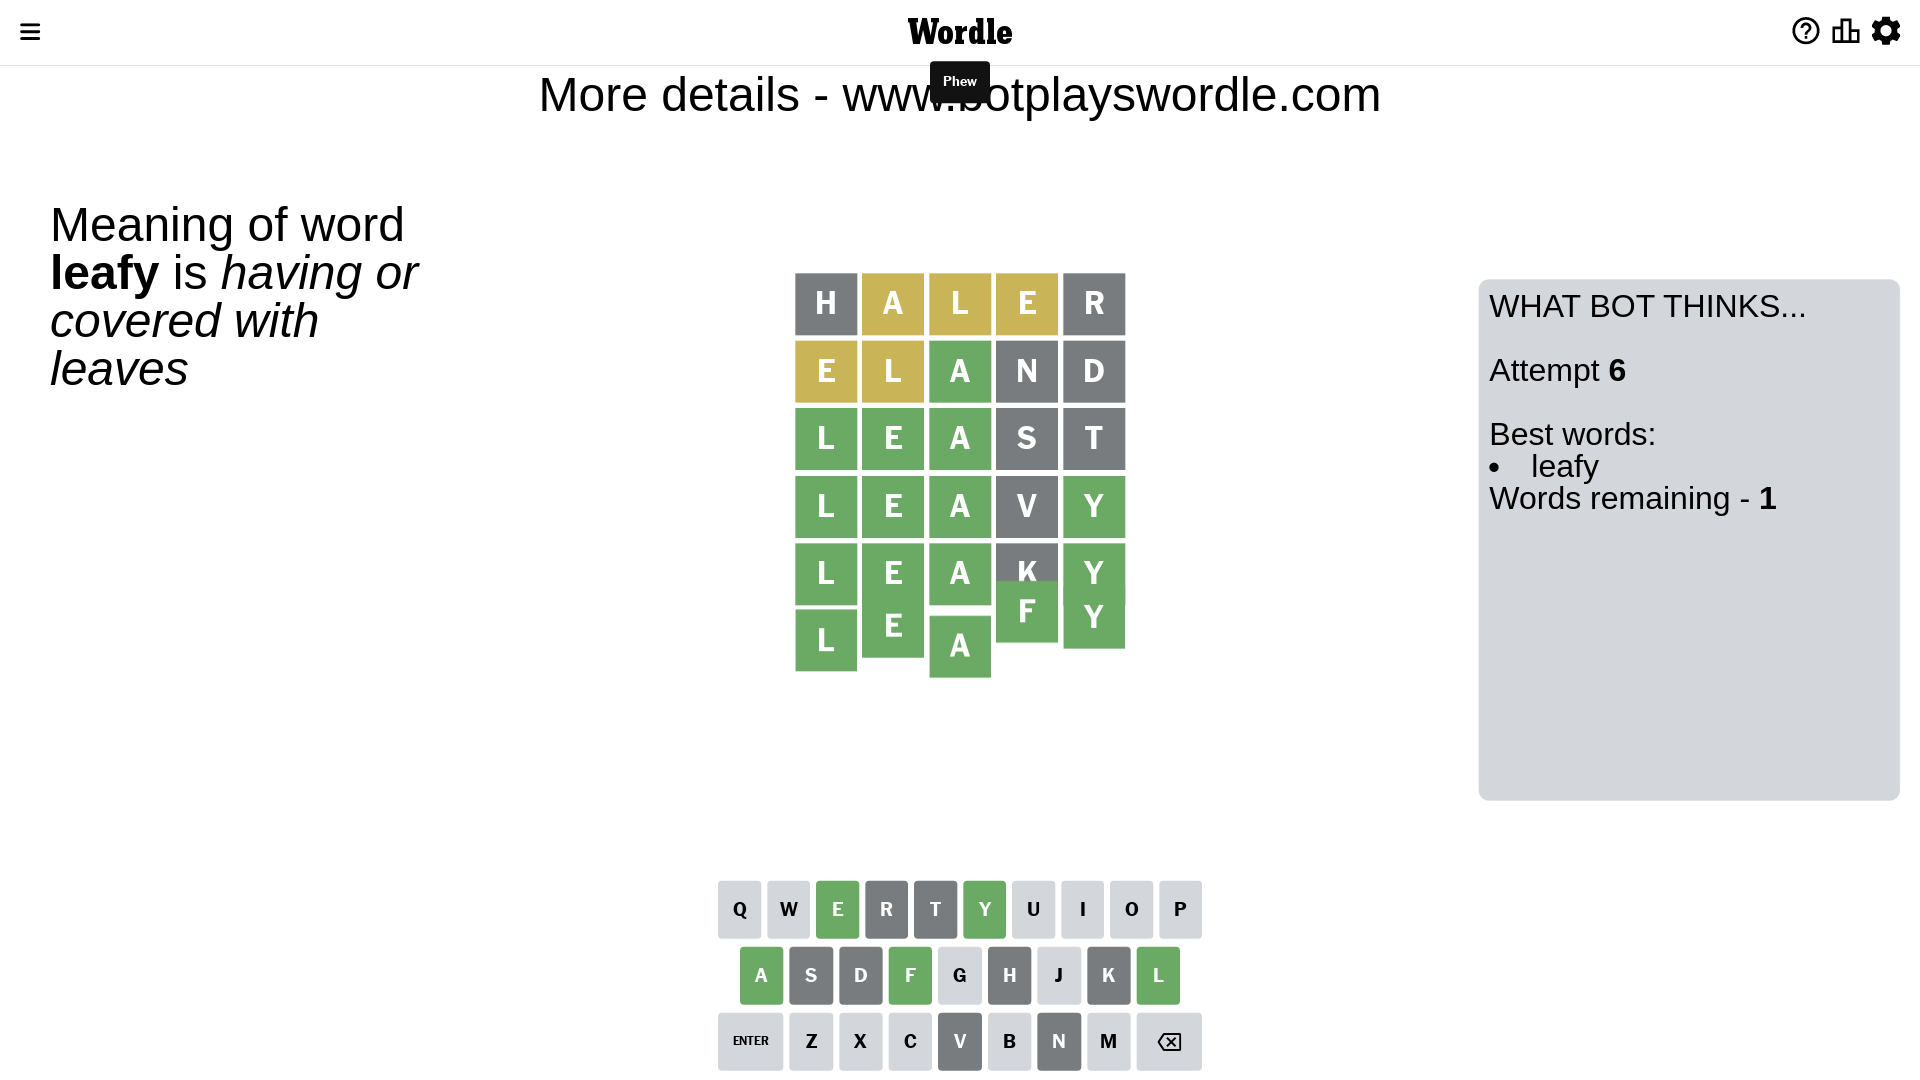 Wordle
Phew
More details - www.botplayswordle.com
Meaning of word
leafy is having or
covered with
leaves
H A L E R
E L A N D
L E A S T
L E A V Y
L E A K Y
L E A F Y
WHAT BOT THINKS...
Attempt 6
Best words:
• leafy
Words remaining - 1
Q W E R T Y U I O P
A S D F G H J K L
ENTER Z X C V B N M